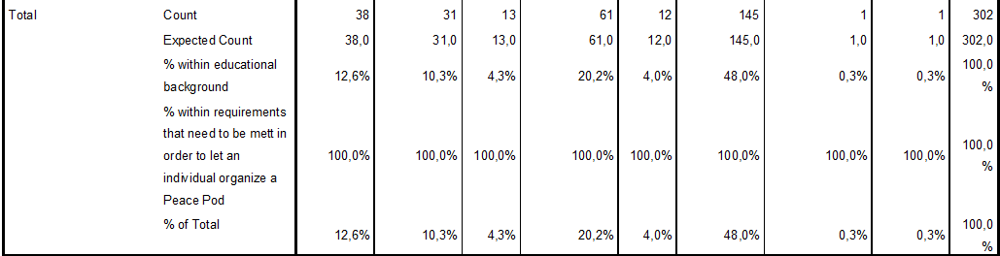 Total Count 38 31 13 61 12 145 1 1 302
Expected Count 38,0 31,0 13,0 61,0 12,0 145,0 1,0 1,0 302,0
% within educational
background 12,6% 10,3% 4,3% 20,2% 4,0% 48,0% 0,3% 0,3% 100,0
%
% within requirements
that need to be mett in
order to let an
individual organize a
Peace Pod 100,0% 100,0% 100,0% 100,0% 100,0% 100,0% 100,0% 100,0% 100,0
%
% of Total 12,6% 10,3% 4,3% 20,2% 4,0% 48,0% 0,3% 0,3% 100,0
%